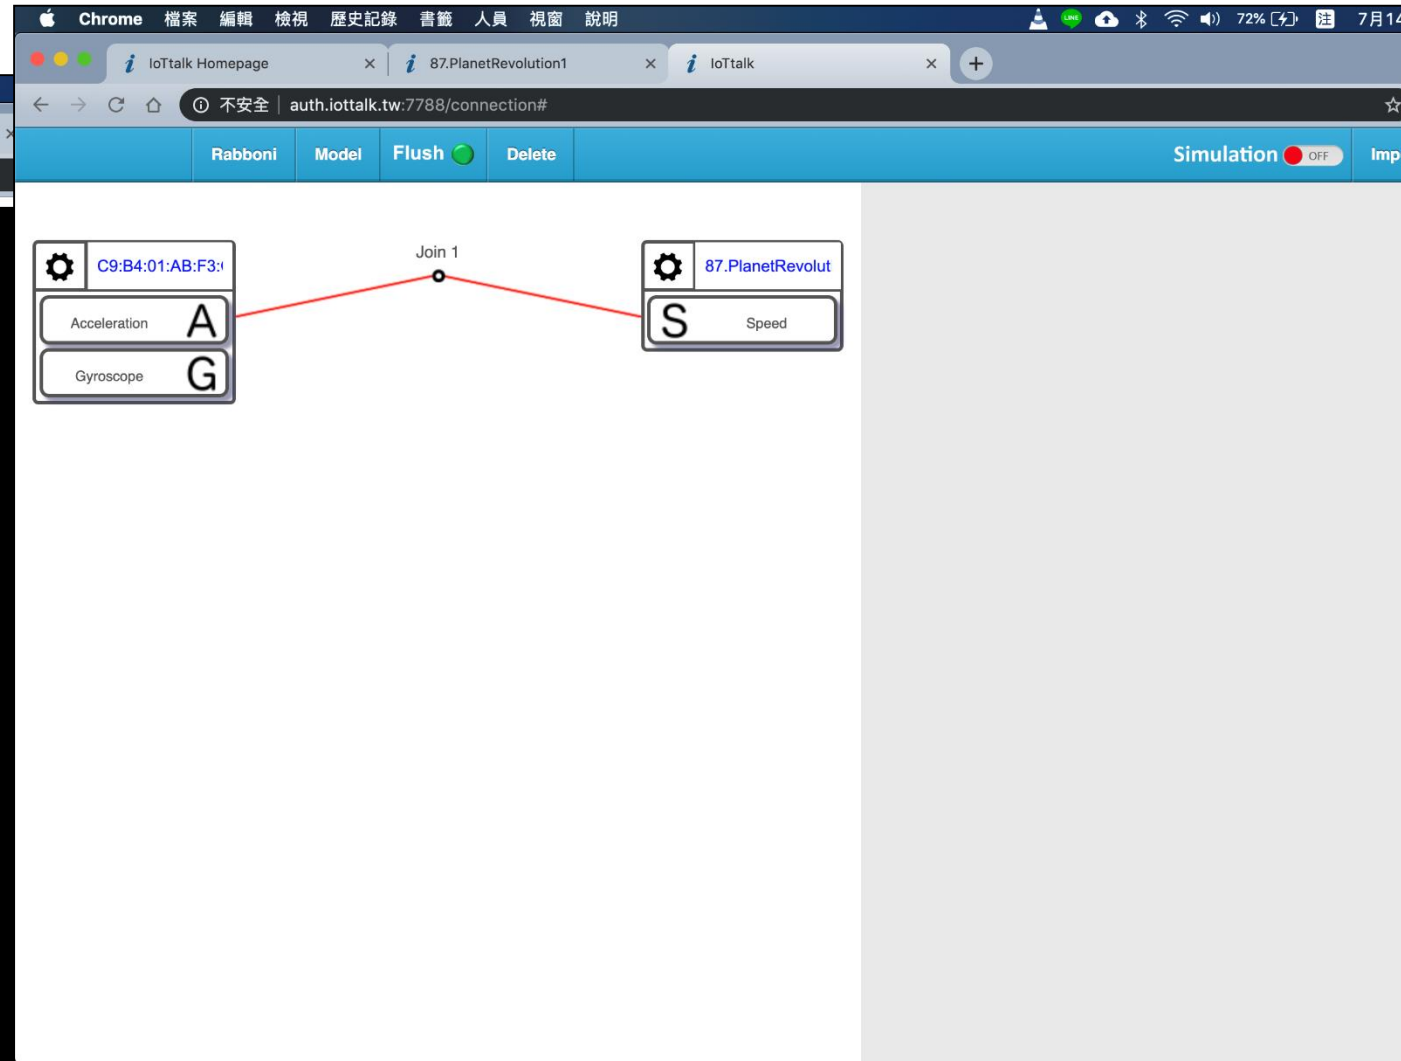 Chrome 檔案 編輯 檢視 歷史記錄 書籤 人員 視窗 說明 LINE 72% 注 7月14
IoTtalk Homepage 87.PlanetRevolution1 IoTtalk
不安全 | auth.iottalk.tw:7788/connection#
Rabboni Model Flush Delete Simulation OFF Imp
Join 1
C9:B4:01:AB:F3: 87.PlanetRevolut
Acceleration A S Speed
Gyroscope G